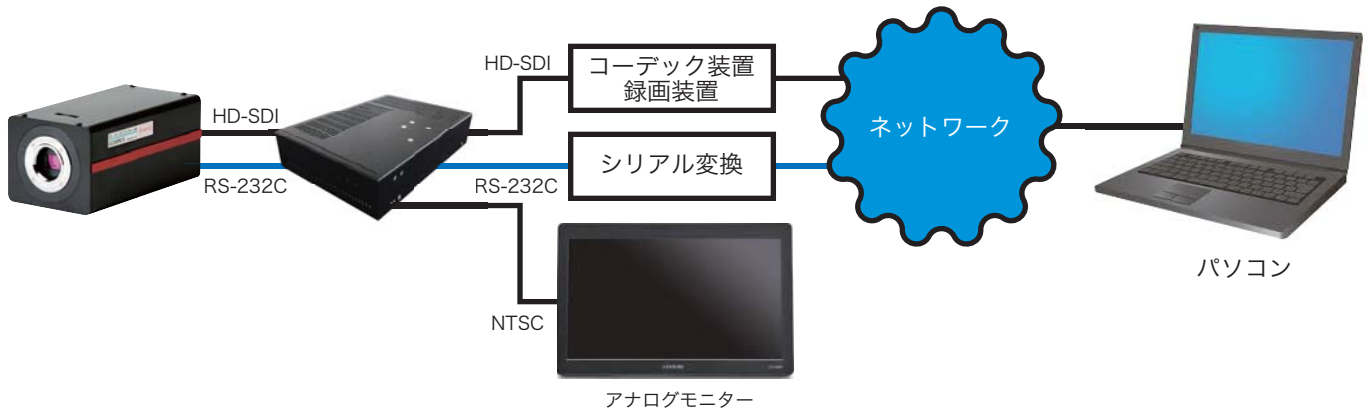 HD-SDI
RS-232C
HD-SDI
コーデック装置
録画装置
RS-232C
シリアル変換
NTSC
アナログモニター
ネットワーク
パソコン